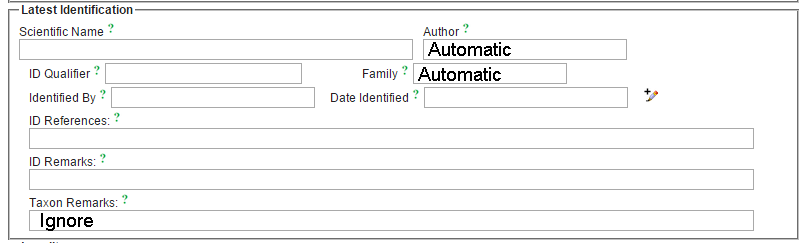 Latest Identification
Scientific Name ? Author ?
Automatic
ID Qualifier ? Family ? Automatic
Identified By ? Date Identified ?
ID References: ?
ID Remarks: ?
Taxon Remarks: ?
Ignore